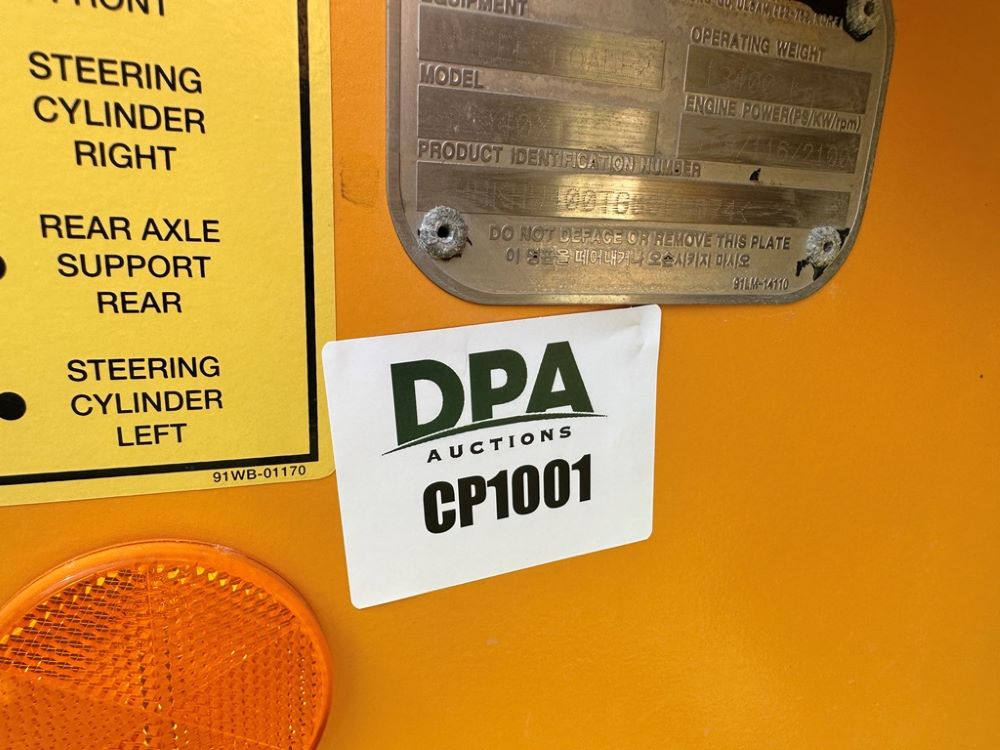 FRONT
STEERING
CYLINDER
RIGHT
REAR AXLE
SUPPORT
REAR
STEERING
CYLINDER
LEFT
91WB-01170
EQUIPMENT
OPERATING WEIGHT
MODEL
ENGINE POWER(PS/KW/rpm)
PRODUCT IDENTIFICATION NUMBER
DO NOT DEFACE OR REMOVE THIS PLATE
이 명판을 떼어내거나 오손시키지 마시오
91LM-14110
DPA
AUCTIONS
CP1001